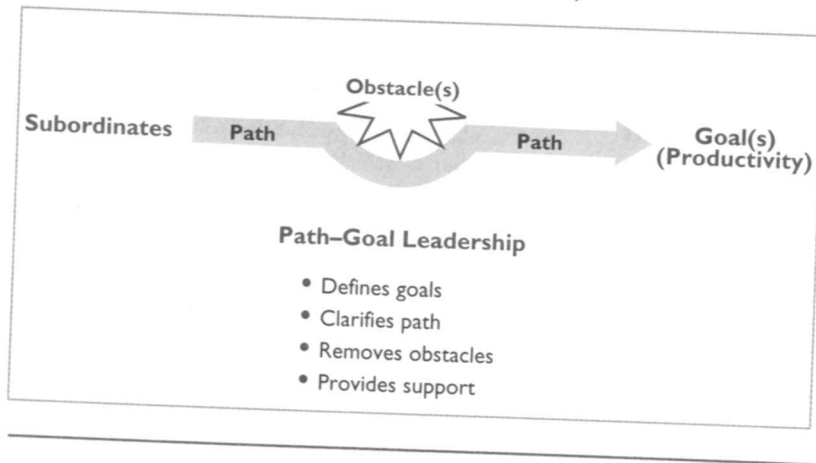 Obstacle(s)
Subordinates
Path
Path
Goal(s)
(Productivity)
Path–Goal Leadership
• Defines goals
• Clarifies path
• Removes obstacles
• Provides support